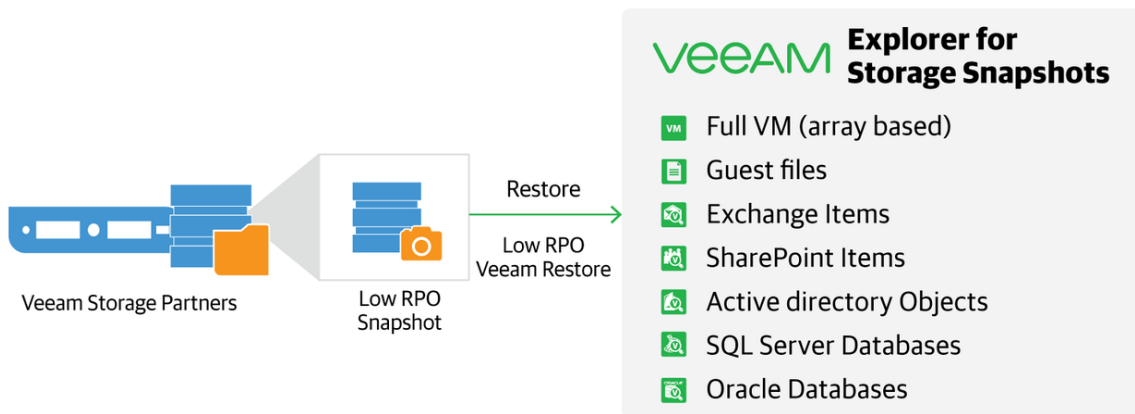 veeAM Explorer for
Storage Snapshots
VM Full VM (array based)
Guest files
Exchange Items
SharePoint Items
Active directory Objects
SQL Server Databases
Oracle Databases
Restore
Low RPO
Veeam Restore
Veeam Storage Partners
Low RPO
Snapshot